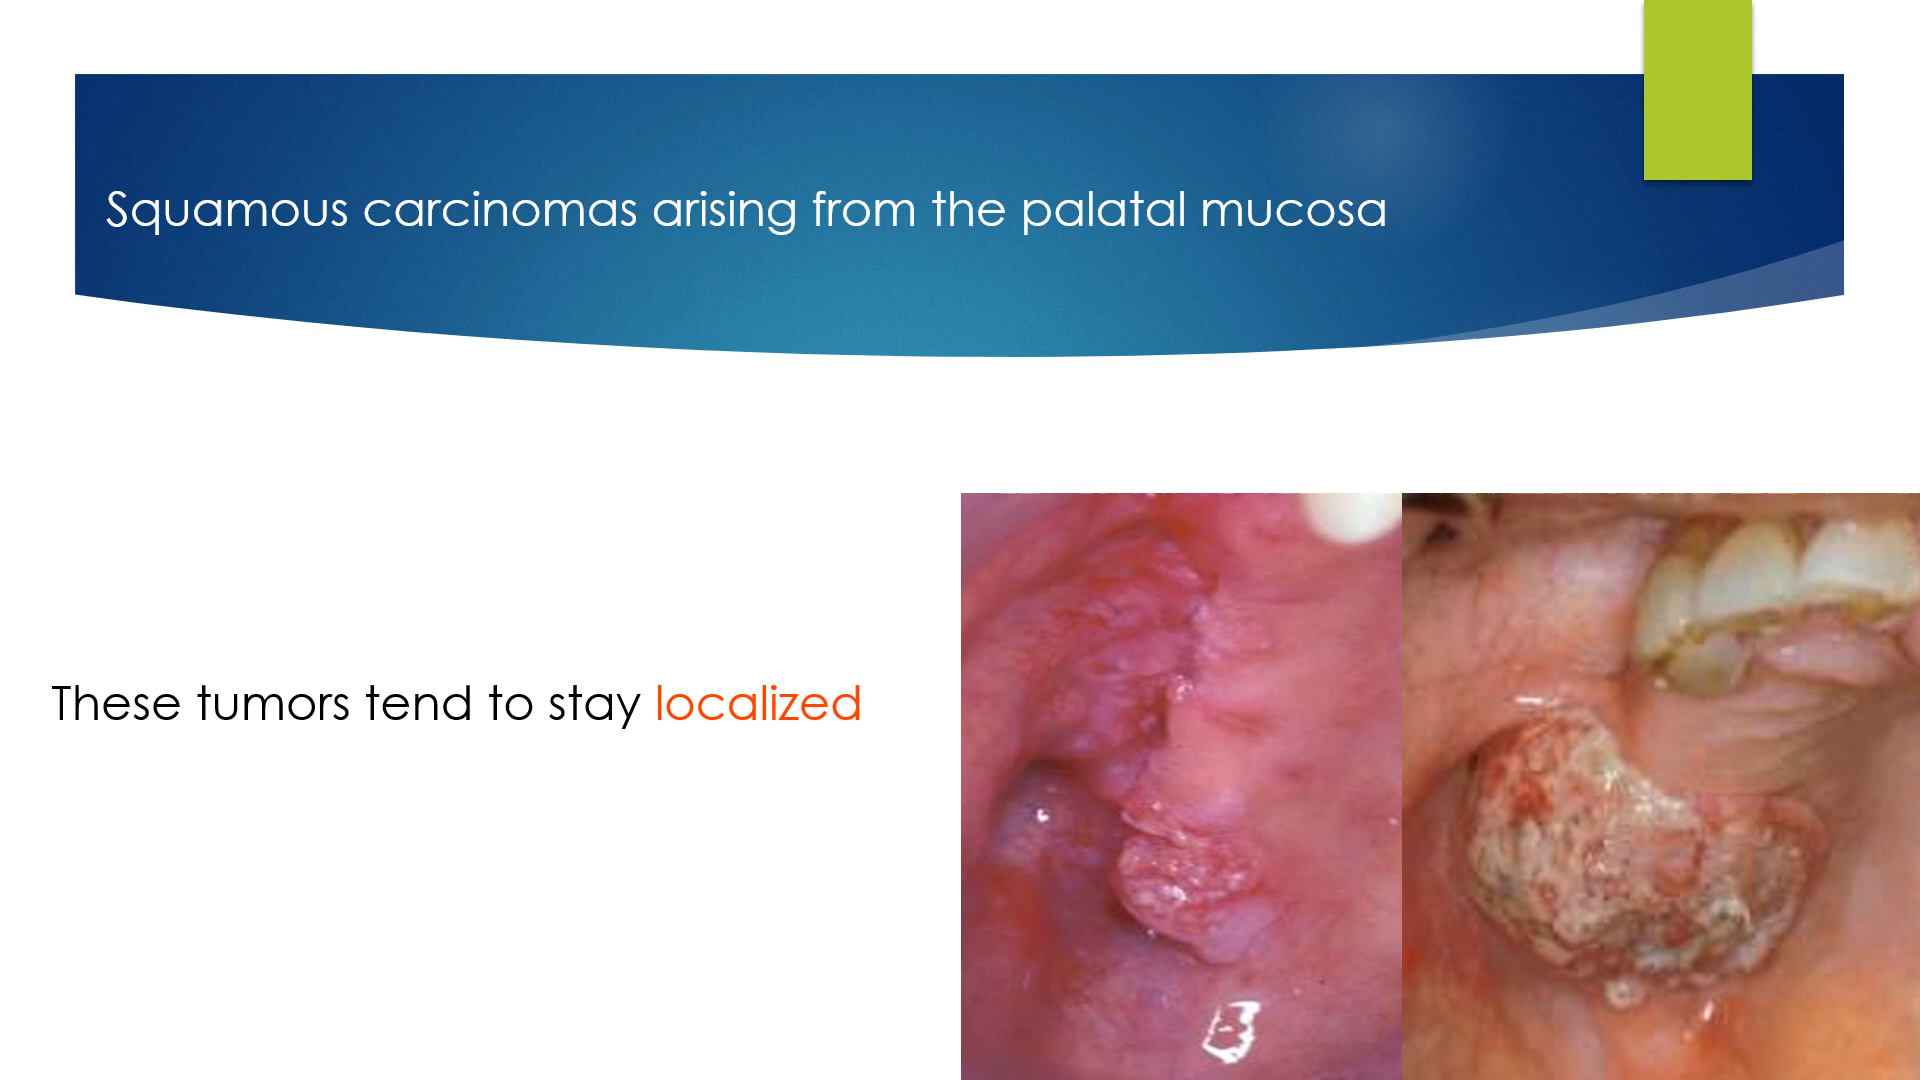 Squamous carcinomas arising from the palatal mucosa
These tumors tend to stay localized